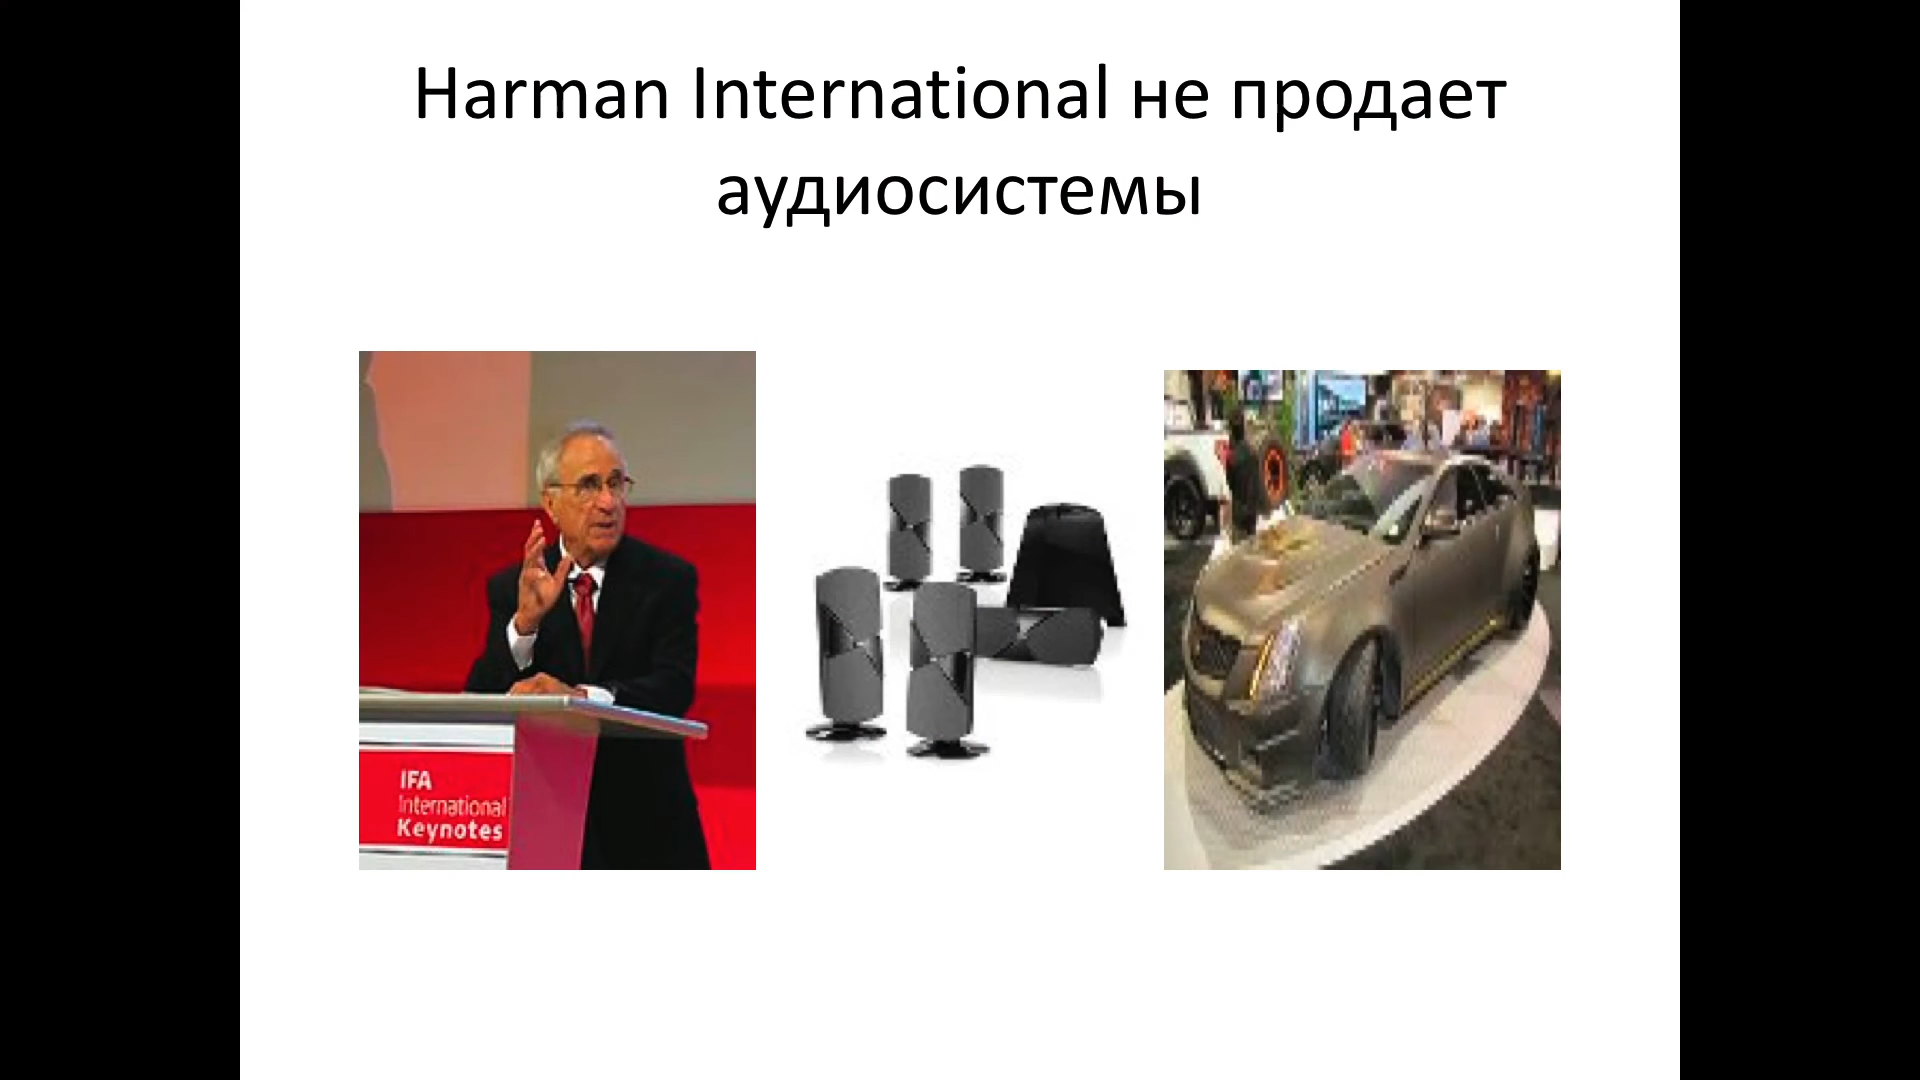 Harman International не продает
аудиосистемы
IFA
International
Keynotes